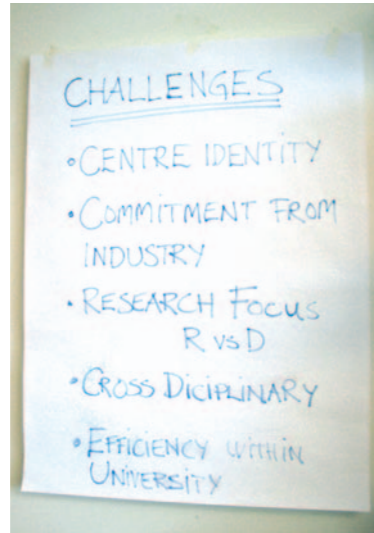 CHALLENGES
• CENTRE IDENTITY
• COMMITMENT FROM
INDUSTRY
• RESEARCH FOCUS
R vs D
• CROSS DICIPLINARY
• EFFICIENCY WITHIN
UNIVERSITY